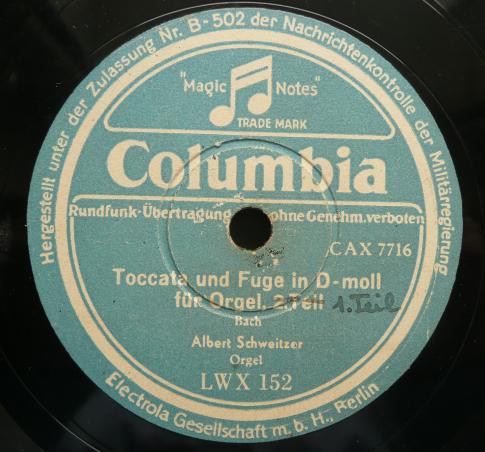 Hergestellt unter der Zulassung Nr. B-502 der Nachrichtenkontrolle der Militärregierung
"Magic Notes"
TRADE MARK
Columbia
Rundfunk-Übertragung ohne Genehm. verboten
CAX 7716
Toccata und Fuge in D-moll
für Orgel. 2 Teil 1. Teil
Bach
Albert Schweitzer
Orgel
LWX 152
Electrola Gesellschaft m. b. H., Berlin